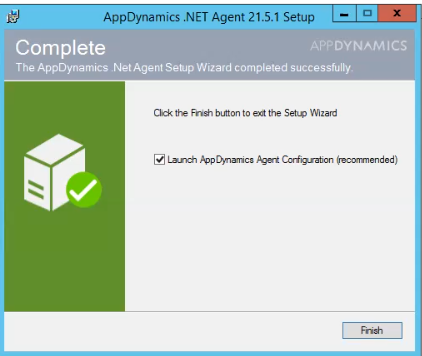 AppDynamics .NET Agent 21.5.1 Setup
Complete
APPDYNAMICS
The AppDynamics .Net Agent Setup Wizard completed successfully.
Click the Finish button to exit the Setup Wizard
Launch AppDynamics Agent Configuration (recommended)
Finish